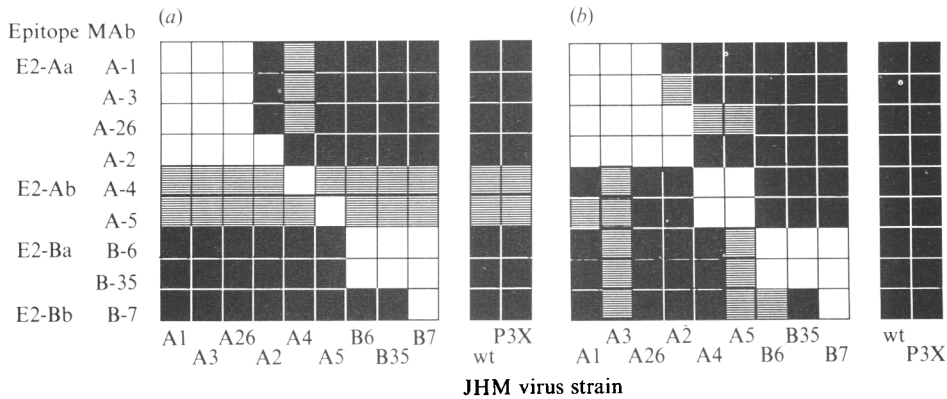 (a) (b)
Epitope MAb
E2-Aa A-1
A-3
A-26
A-2
E2-Ab A-4
A-5
E2-Ba B-6
B-35
E2-Bb B-7
A1 A26 A4 B6 B7 P3X A3 A2 A5 B35 wt
A3 A2 A5 B35 wt A1 A26 A4 B6 B7 P3X
JHM virus strain